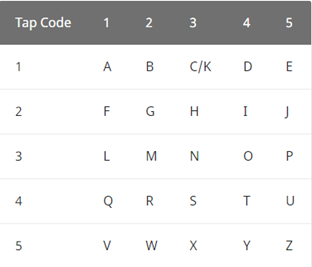 Tap Code 1 2 3 4 5
1 A B C/K D E
2 F G H I J
3 L M N O P
4 Q R S T U
5 V W X Y Z